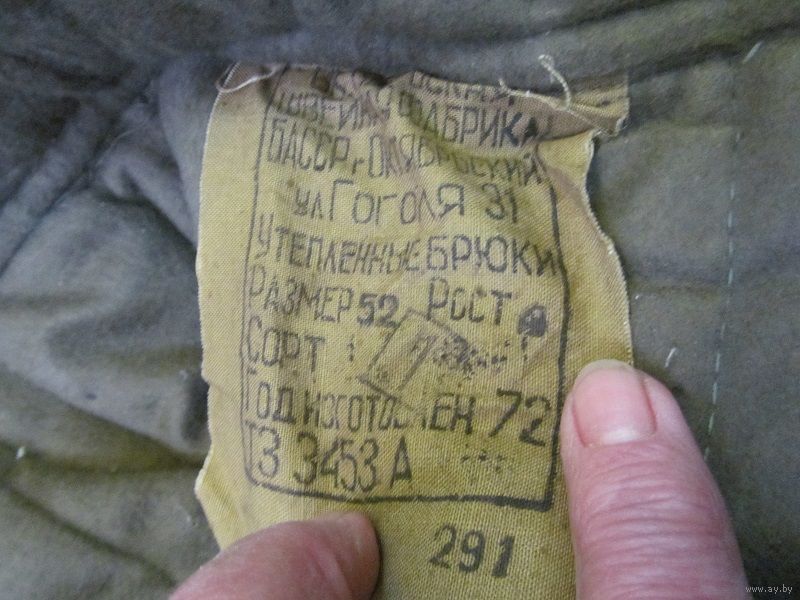 ШВЕЙНАЯ ФАБРИКА
БАССР г. ОКТЯБРЬСКИЙ
ул ГОГОЛЯ 31
УТЕПЛЕННЫЕ БРЮКИ
РАЗМЕР 52 РОСТ 4
СОРТ
ГОД ИЗГОТОВЛЕН 72
ТЗ 3453 А
291
www.ay.by